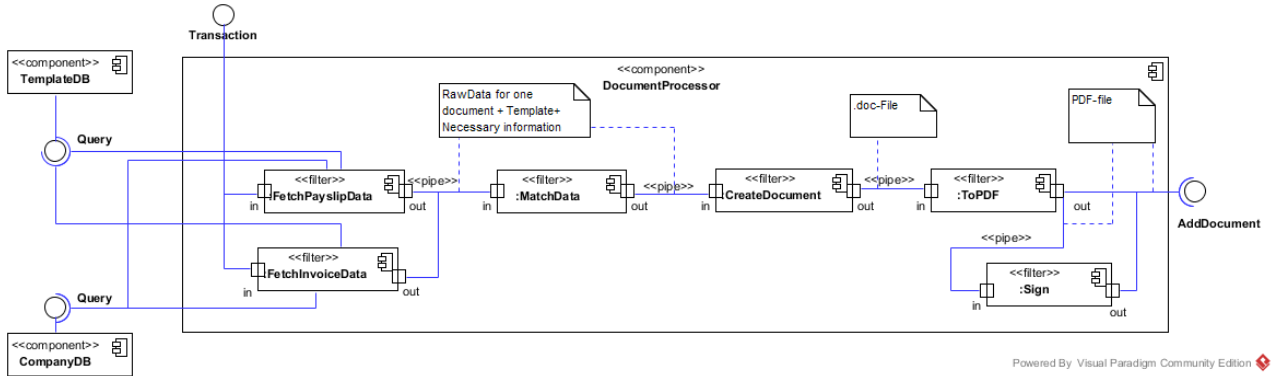 Transaction
<<component>>
TemplateDB
<<component>>
DocumentProcessor
RawData for one
document + Template+
Necessary information
.doc-File
PDF-file
Query
<<filter>>
:FetchPayslipData
in
out
<<pipe>>
<<filter>>
:MatchData
in
out
<<pipe>>
<<filter>>
:CreateDocument
in
out
<<pipe>>
<<filter>>
:ToPDF
in
out
AddDocument
<<pipe>>
<<filter>>
:FetchInvoiceData
in
out
<<filter>>
:Sign
in
out
Query
<<component>>
CompanyDB
Powered By Visual Paradigm Community Edition